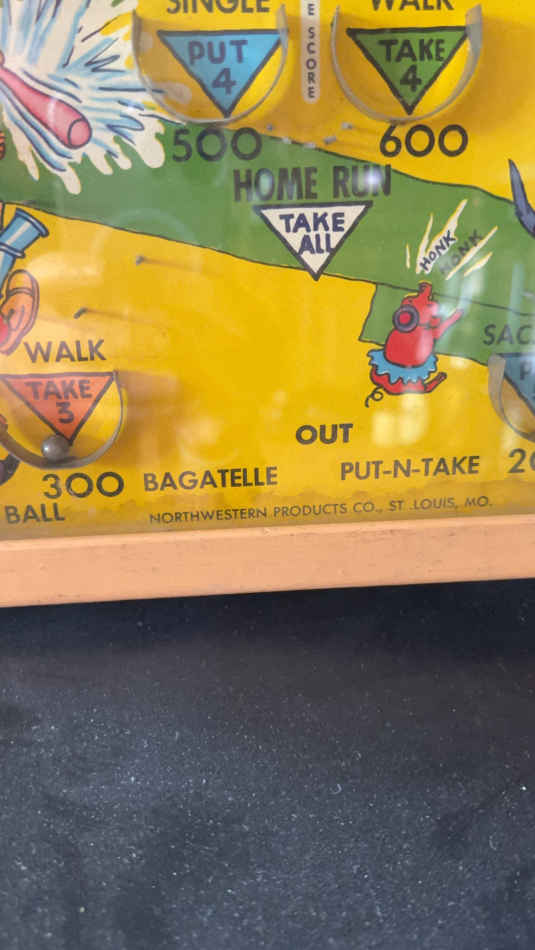 SINGLE
WALK
E SCORE
PUT
4
TAKE
4
500
600
HOME RUN
TAKE
ALL
HONK
HONK
WALK
TAKE
3
OUT
300
BAGATELLE
PUT-N-TAKE
BALL
NORTHWESTERN PRODUCTS CO., ST. LOUIS, MO.